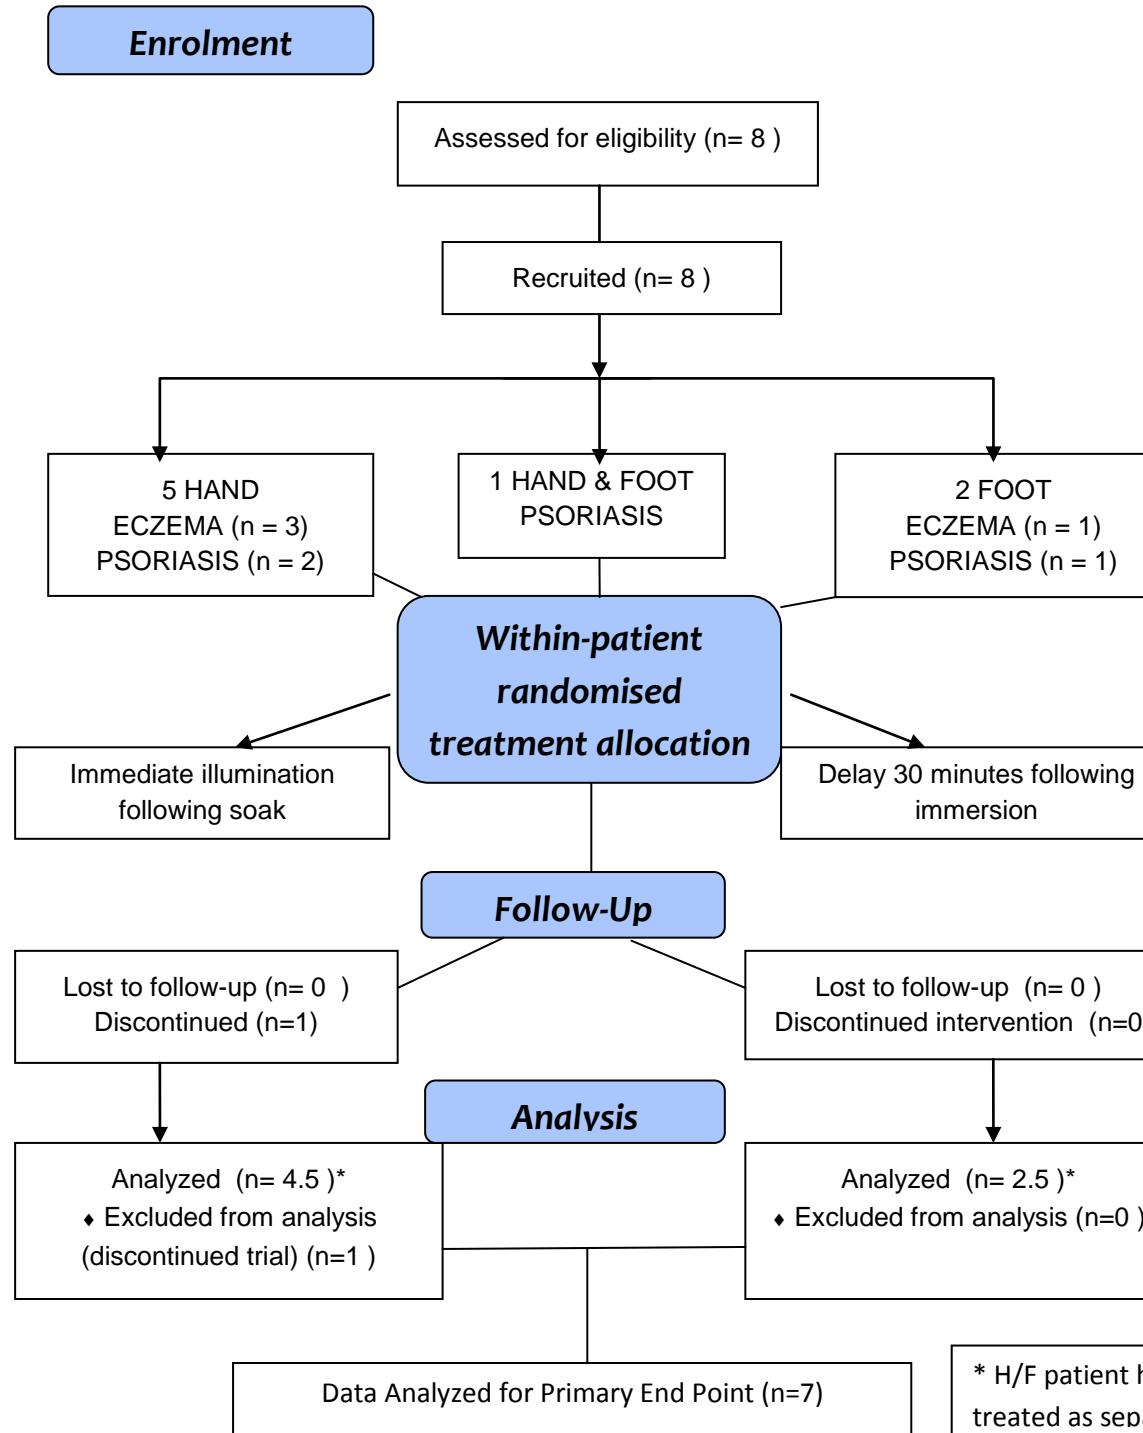 Enrolment
Assessed for eligibility (n= 8 )
Recruited (n= 8 )
5 HAND
ECZEMA (n = 3)
PSORIASIS (n = 2)
1 HAND & FOOT
PSORIASIS
2 FOOT
ECZEMA (n = 1)
PSORIASIS (n = 1)
Within-patient
randomised
treatment allocation
Immediate illumination
following soak
Delay 30 minutes following
immersion
Follow-Up
Lost to follow-up (n= 0 )
Discontinued (n=1)
Lost to follow-up (n= 0 )
Discontinued intervention (n=0
Analysis
Analyzed (n= 4.5 )*
♦ Excluded from analysis
(discontinued trial) (n=1 )
Analyzed (n= 2.5 )*
♦ Excluded from analysis (n=0 )
Data Analyzed for Primary End Point (n=7)
* H/F patient
treated as